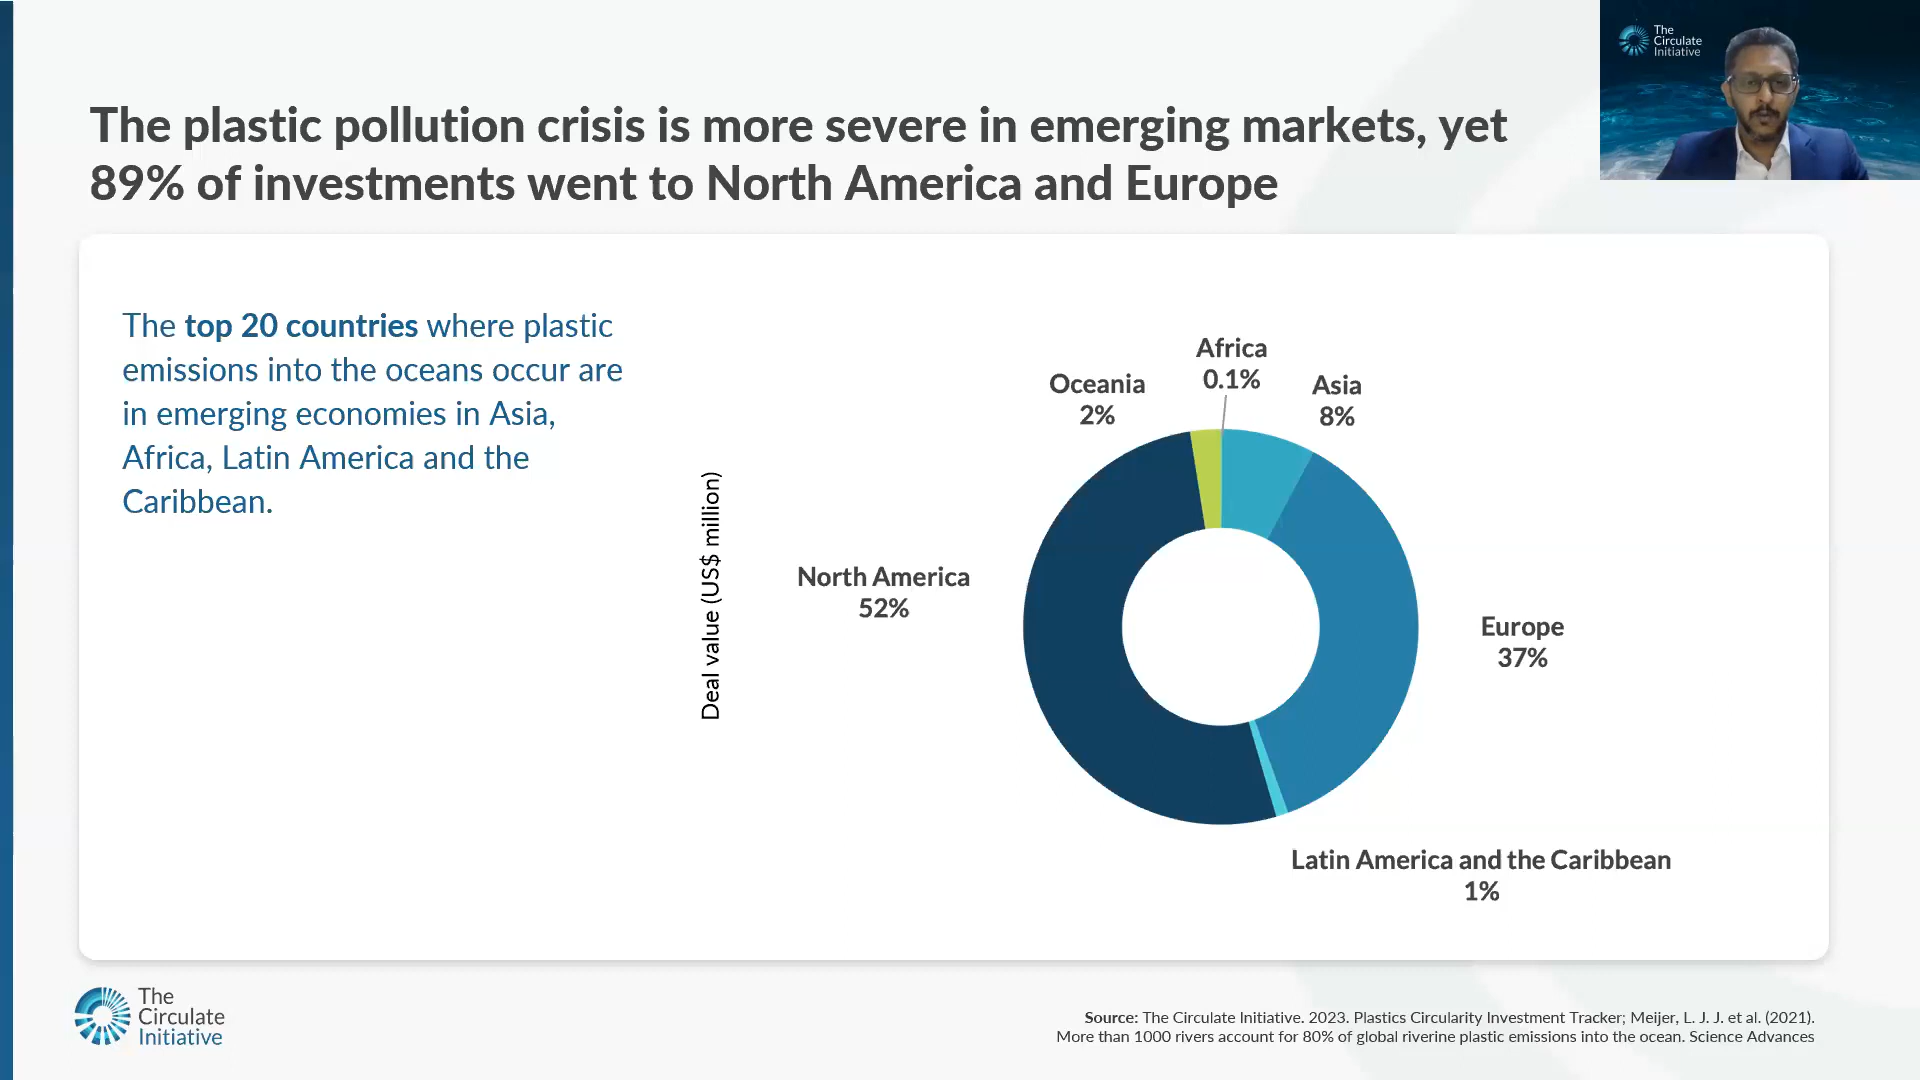 The plastic pollution crisis is more severe in emerging markets, yet
89% of investments went to North America and Europe
The
Circulate
Initiative
The top 20 countries where plastic
emissions into the oceans occur are
in emerging economies in Asia,
Africa, Latin America and the
Caribbean.
Deal value (US$ million)
Africa
0.1%
Oceania
2%
Asia
8%
North America
52%
Europe
37%
Latin America and the Caribbean
1%
The
Circulate
Initiative
Source: The Circulate Initiative. 2023. Plastics Circularity Investment Tracker; Meijer, L. J. J. et al. (2021).
More than 1000 rivers account for 80% of global riverine plastic emissions into the ocean. Science Advances